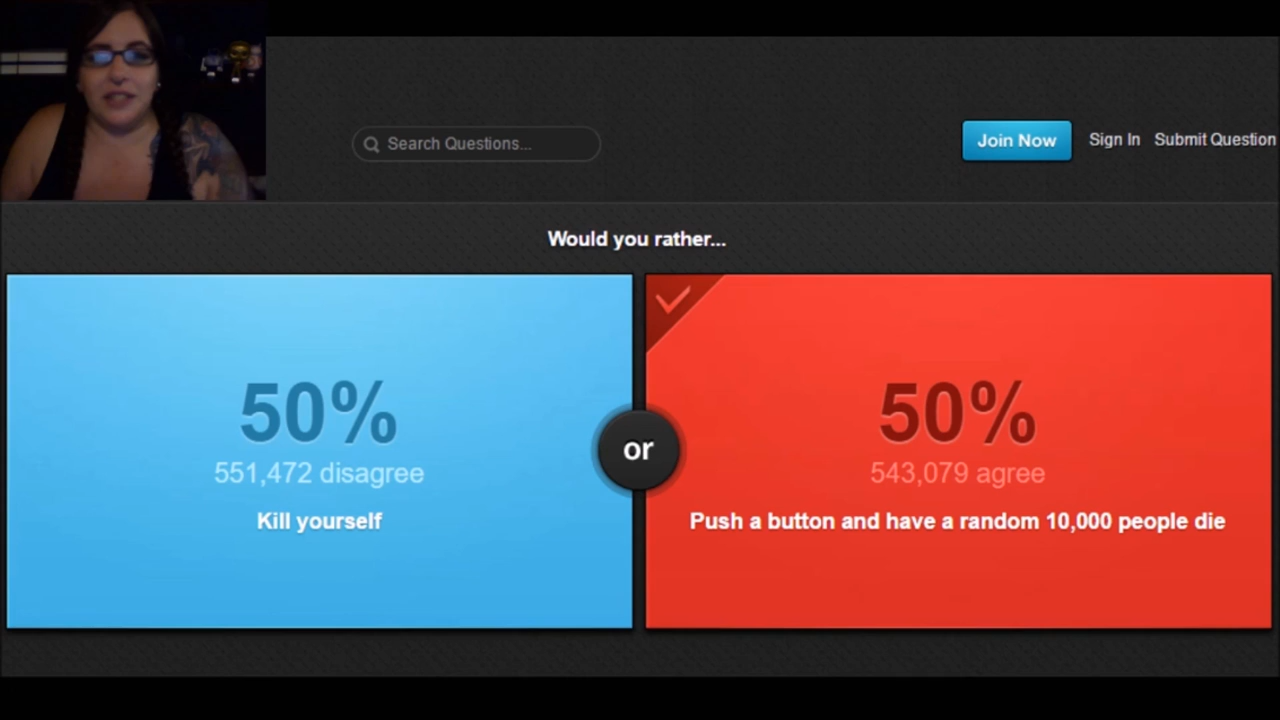 Search Questions...
Join Now
Sign In
Submit Question
Would you rather...
50%
551,472 disagree
Kill yourself
or
50%
543,079 agree
Push a button and have a random 10,000 people die